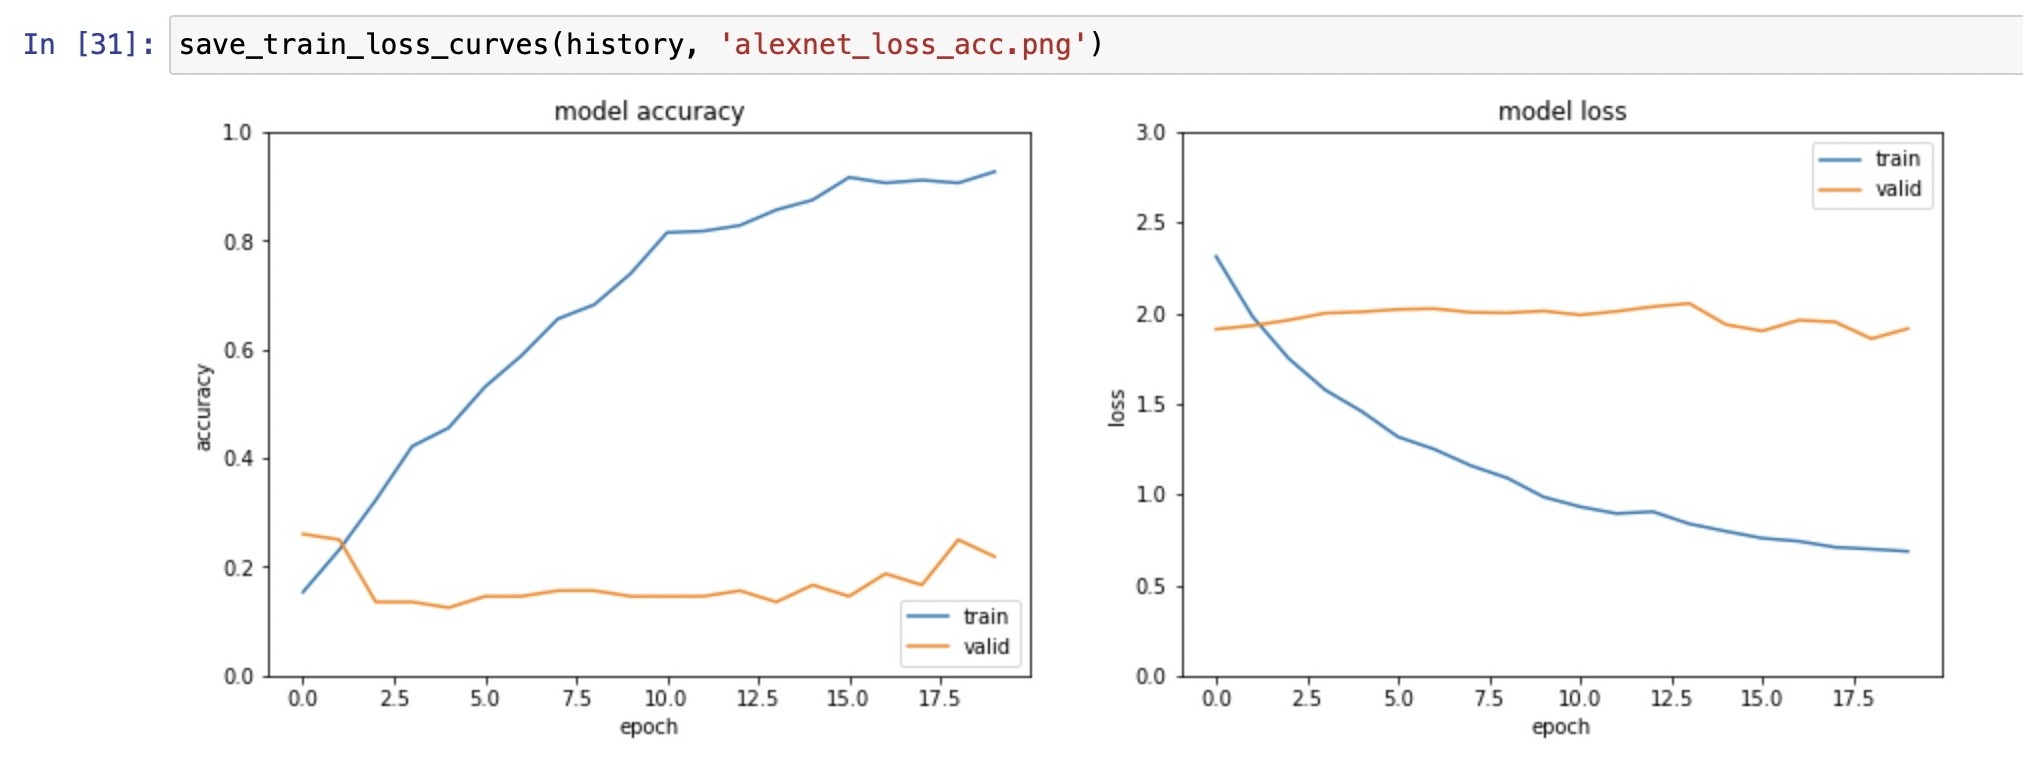 In [31]: save_train_loss_curves(history, 'alexnet_loss_acc.png')
model accuracy
1.0
0.8
0.6
0.4
0.2
0.0
accuracy
train
valid
0.0 2.5 5.0 7.5 10.0 12.5 15.0 17.5
epoch
model loss
3.0
2.5
2.0
1.5
1.0
0.5
0.0
loss
train
valid
0.0 2.5 5.0 7.5 10.0 12.5 15.0 17.5
epoch